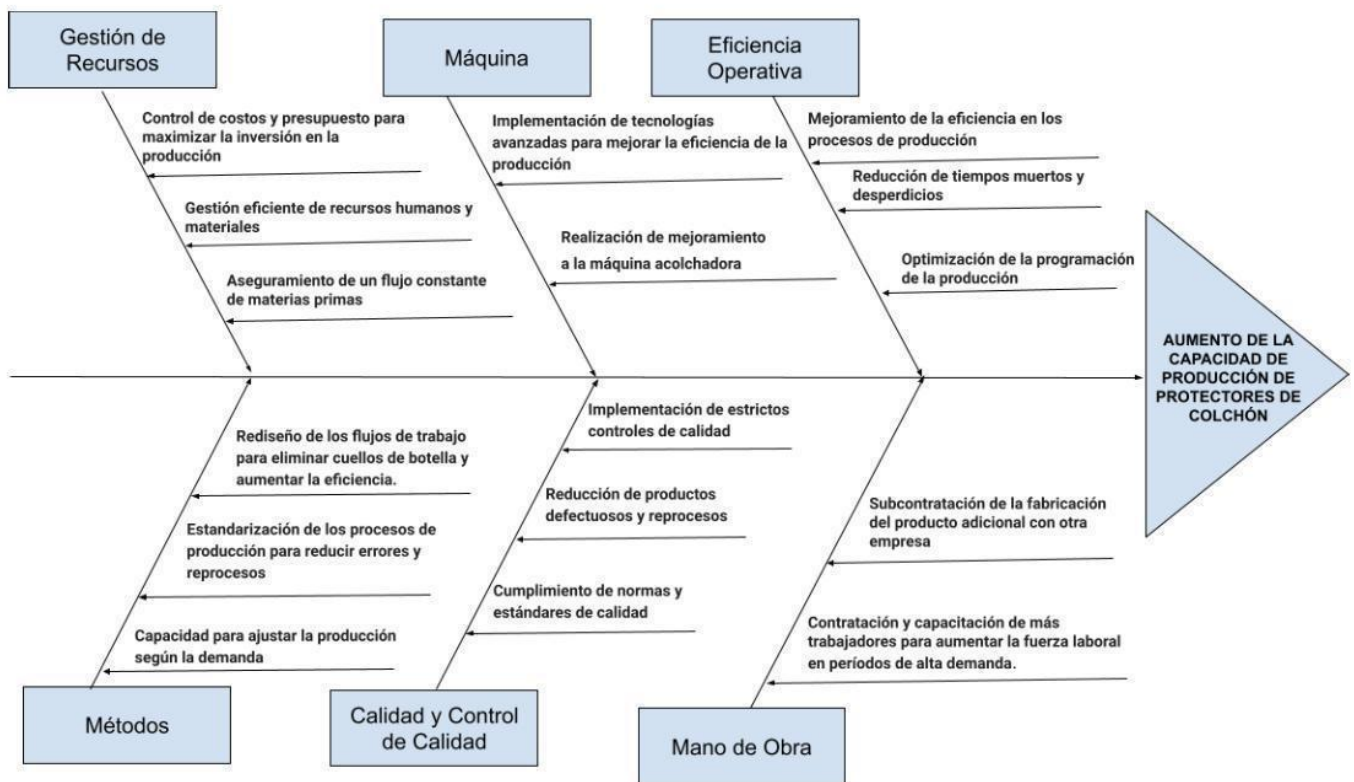 Gestión de
Recursos
Máquina
Eficiencia
Operativa
Control de costos y presupuesto para
maximizar la inversión en la
producción
Gestión eficiente de recursos humanos y
materiales
Aseguramiento de un flujo constante
de materias primas
Implementación de tecnologías
avanzadas para mejorar la eficiencia de la
producción
Realización de mejoramiento
a la máquina acolchadora
Mejoramiento de la eficiencia en los
procesos de producción
Reducción de tiempos muertos y
desperdicios
Optimización de la programación
de la producción
AUMENTO DE LA
CAPACIDAD DE
PRODUCCIÓN DE
PROTECTORES DE
COLCHÓN
Rediseño de los flujos de trabajo
para eliminar cuellos de botella y
aumentar la eficiencia.
Estandarización de los procesos de
producción para reducir errores y
reprocesos
Capacidad para ajustar la producción
según la demanda
Implementación de estrictos
controles de calidad
Reducción de productos
defectuosos y reprocesos
Cumplimiento de normas y
estándares de calidad
Subcontratación de la fabricación
del producto adicional con otra
empresa
Contratación y capacitación de más
trabajadores para aumentar la fuerza laboral
en períodos de alta demanda.
Métodos
Calidad y Control
de Calidad
Mano de Obra